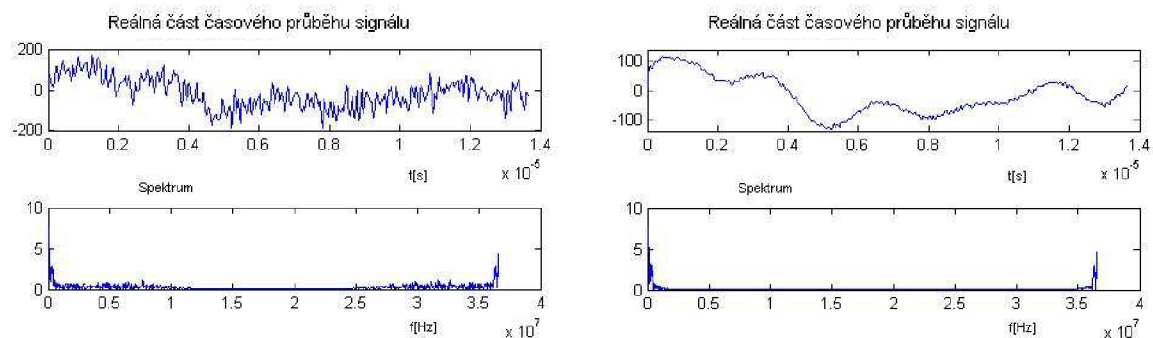 Reálná část časového průběhu signálu
200
0
-200
0 0.2 0.4 0.6 0.8 1 1.2 1.4
t[s]
x 10^-5
Spektrum
10
5
0
0 0.5 1 1.5 2 2.5 3 3.5 4
f[Hz]
x 10^7
Reálná část časového průběhu signálu
100
0
-100
0 0.2 0.4 0.6 0.8 1 1.2 1.4
t[s]
x 10^-5
Spektrum
10
5
0
0 0.5 1 1.5 2 2.5 3 3.5 4
f[Hz]
x 10^7